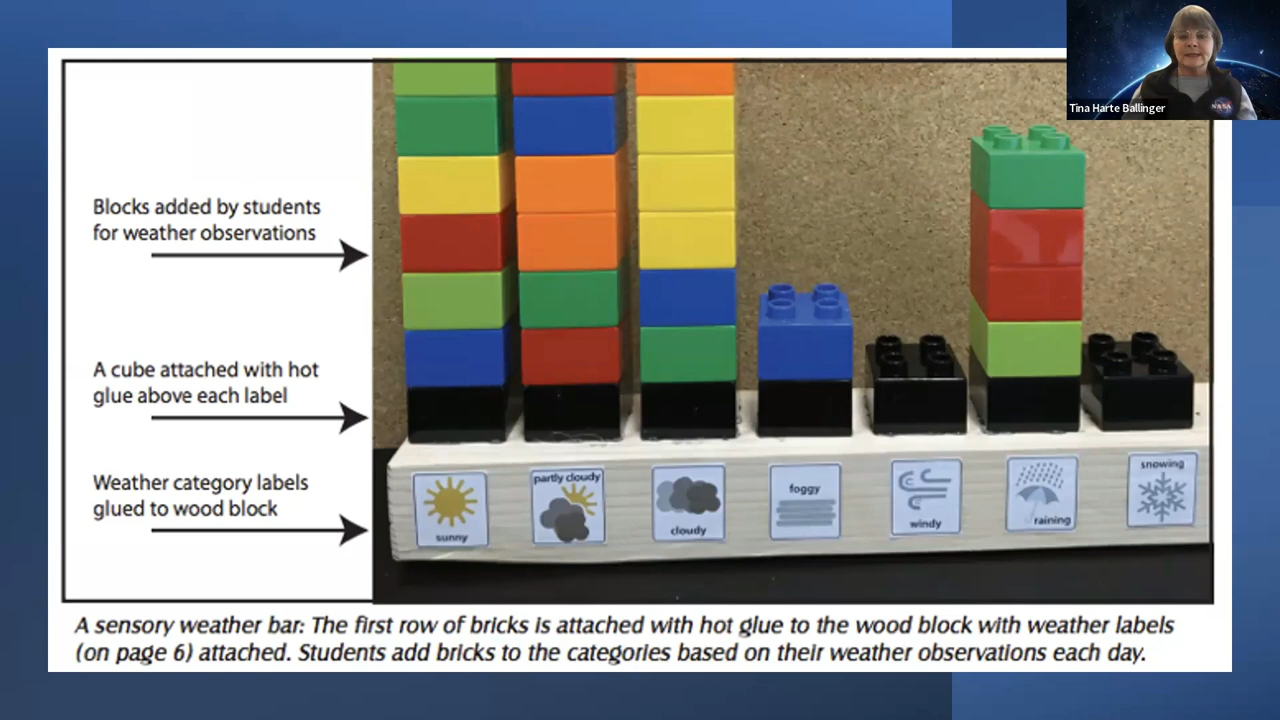 Tina Harte Ballinger
NASA
Blocks added by students
for weather observations
A cube attached with hot
glue above each label
Weather category labels
glued to wood block
sunny
partly cloudy
cloudy
foggy
windy
raining
snowing
A sensory weather bar: The first row of bricks is attached with hot glue to the wood block with weather labels
(on page 6) attached. Students add bricks to the categories based on their weather observations each day.